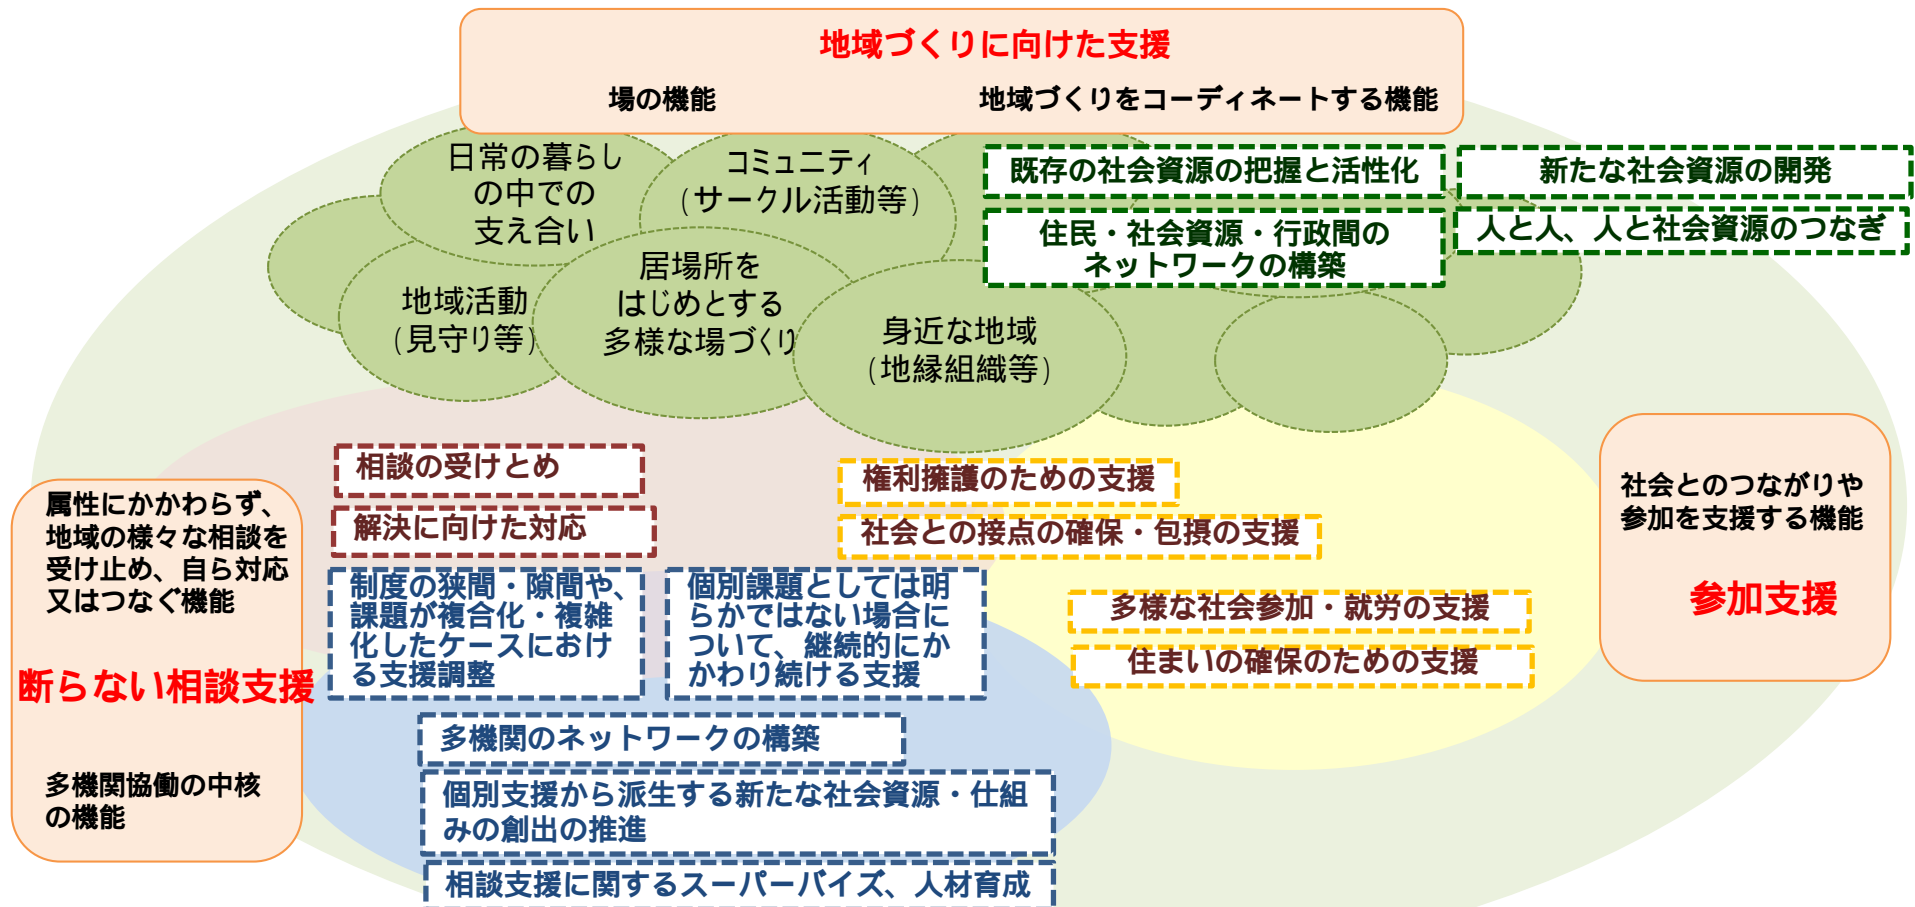 地域づくりに向けた支援
場の機能
地域づくりをコーディネートする機能
日常の暮らし
の中での
支え合い
コミュニティ
(サークル活動等)
既存の社会資源の把握と活性化
新たな社会資源の開発
住民・社会資源・行政間の
ネットワークの構築
人と人、人と社会資源のつなぎ
地域活動
(見守り等)
居場所を
はじめとする
多様な場づくり
身近な地域
(地縁組織等)
属性にかかわらず、
地域の様々な相談を
受け止め、自ら対応
又はつなぐ機能
断らない相談支援
多機関協働の中核
の機能
相談の受けとめ
解決に向けた対応
制度の狭間・隙間や、
課題が複合化・複雑
化したケースにおけ
る支援調整
個別課題としては明
らかではない場合に
ついて、継続的にか
かわり続ける支援
多機関のネットワークの構築
個別支援から派生する新たな社会資源・仕組
みの創出の推進
相談支援に関するスーパーバイズ、人材育成
権利擁護のための支援
社会との接点の確保・包摂の支援
多様な社会参加・就労の支援
住まいの確保のための支援
社会とのつながりや
参加を支援する機能
参加支援